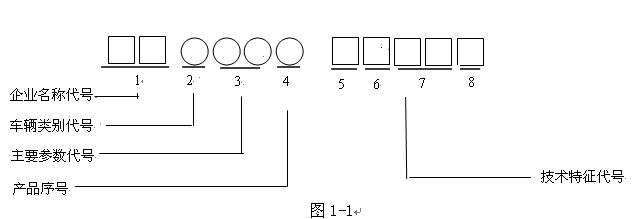 1 2 3 4 5 6 7 8
企业名称代号
车辆类别代号
主要参数代号
产品序号
技术特征代号
图 1-1